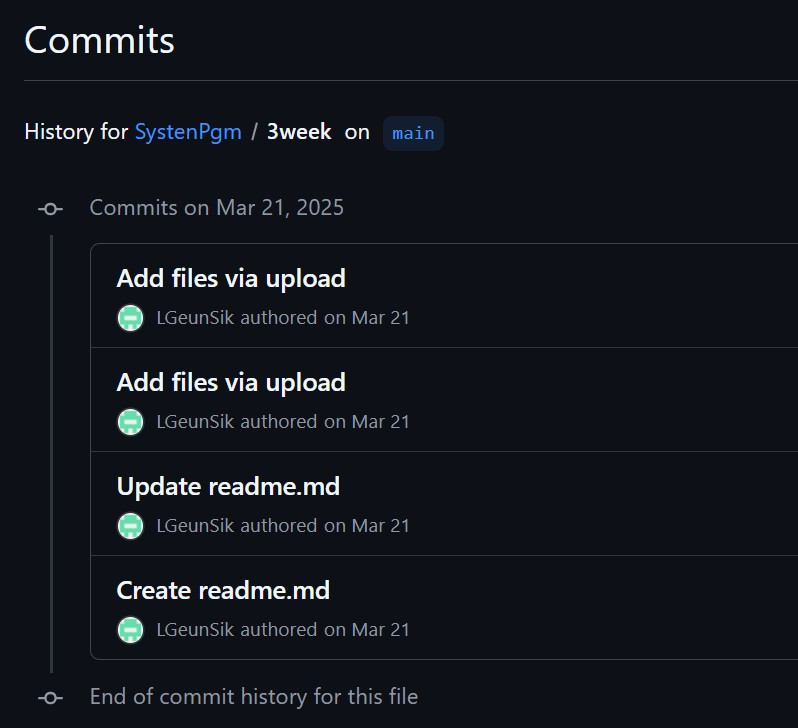 Commits
History for SystenPgm / 3week on main
Commits on Mar 21, 2025
Add files via upload
LGeunSik authored on Mar 21
Add files via upload
LGeunSik authored on Mar 21
Update readme.md
LGeunSik authored on Mar 21
Create readme.md
LGeunSik authored on Mar 21
End of commit history for this file